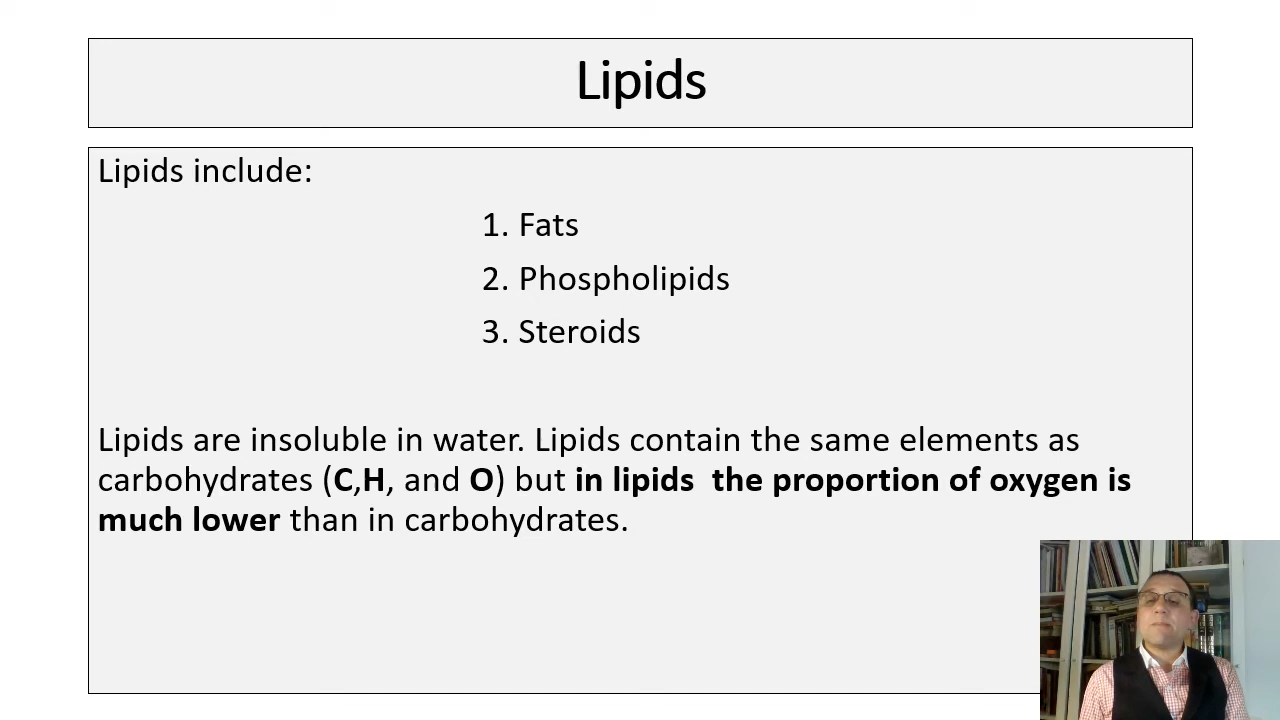 Lipids
Lipids include:
1. Fats
2. Phospholipids
3. Steroids
Lipids are insoluble in water. Lipids contain the same elements as
carbohydrates (C,H, and O) but in lipids  the proportion of oxygen is
much lower than in carbohydrates.